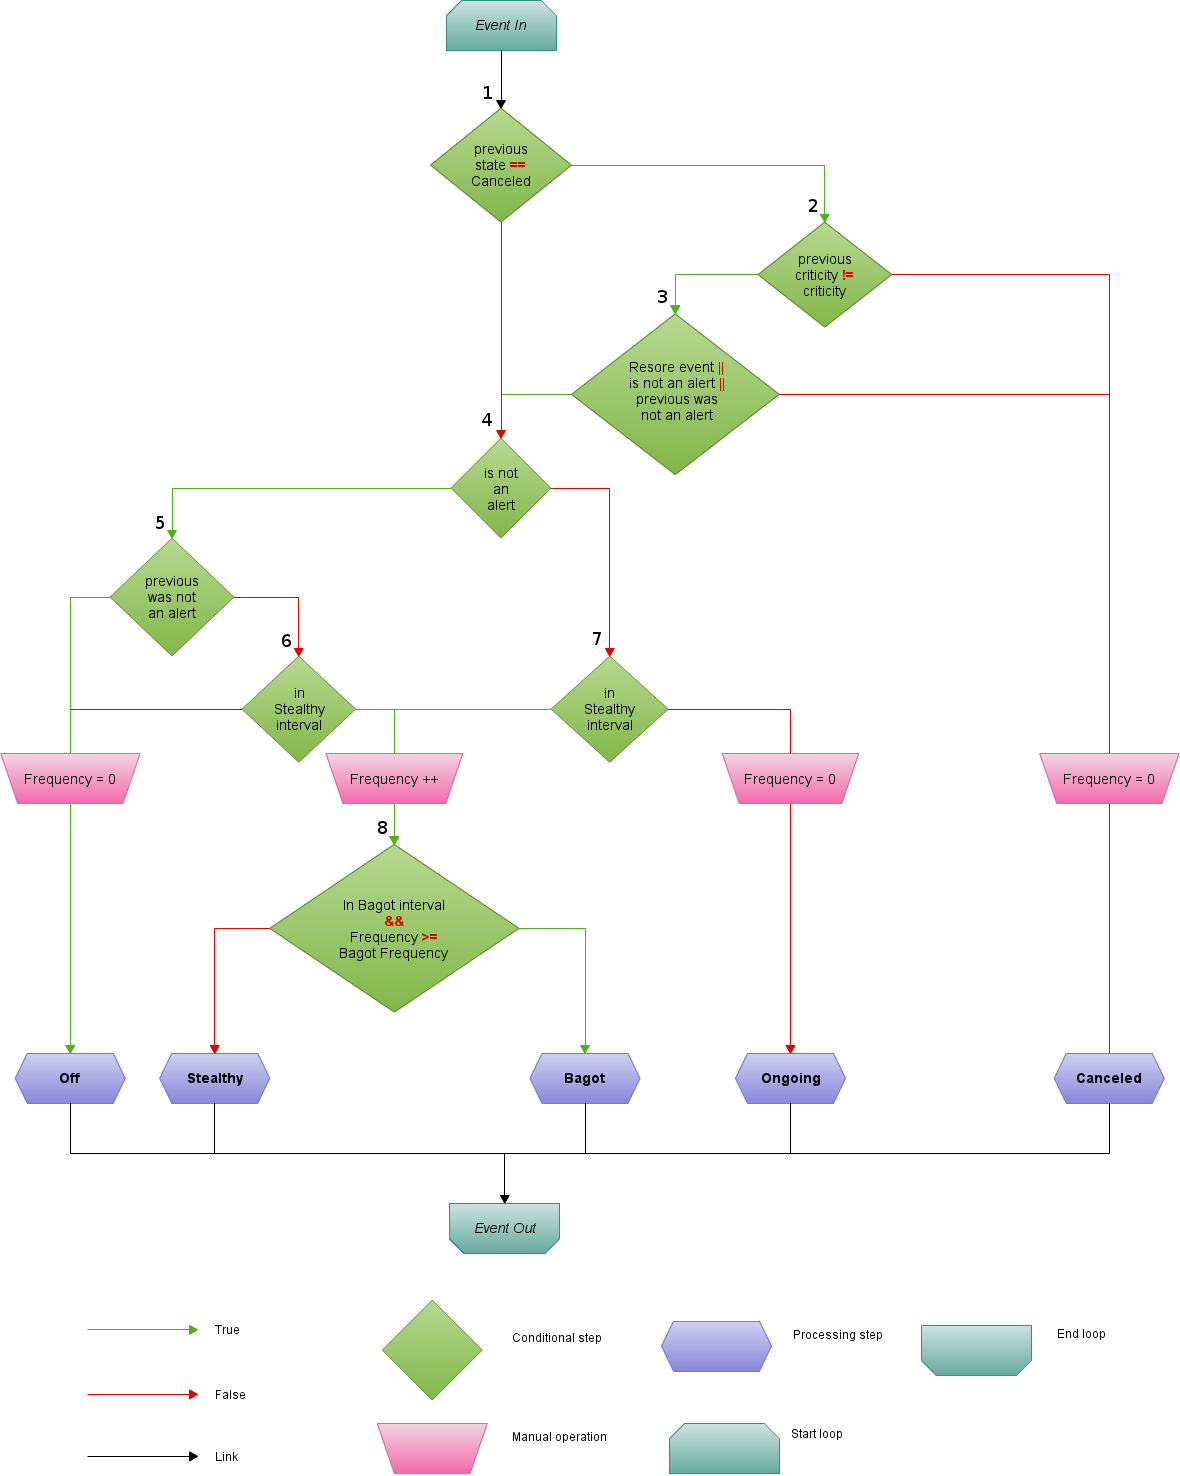 Event In
1
previous
state ==
Canceled
2
previous
criticity !=
criticity
3
Resore event ||
is not an alert ||
previous was
not an alert
4
is not
an
alert
5
previous
was not
an alert
6
in
Stealthy
interval
7
in
Stealthy
interval
Frequency = 0
Frequency ++
Frequency = 0
Frequency = 0
8
In Bagot interval
&&
Frequency >=
Bagot Frequency
Off
Stealthy
Bagot
Ongoing
Canceled
Event Out
True
Conditional step
Processing step
End loop
False
Manual operation
Start loop
Link